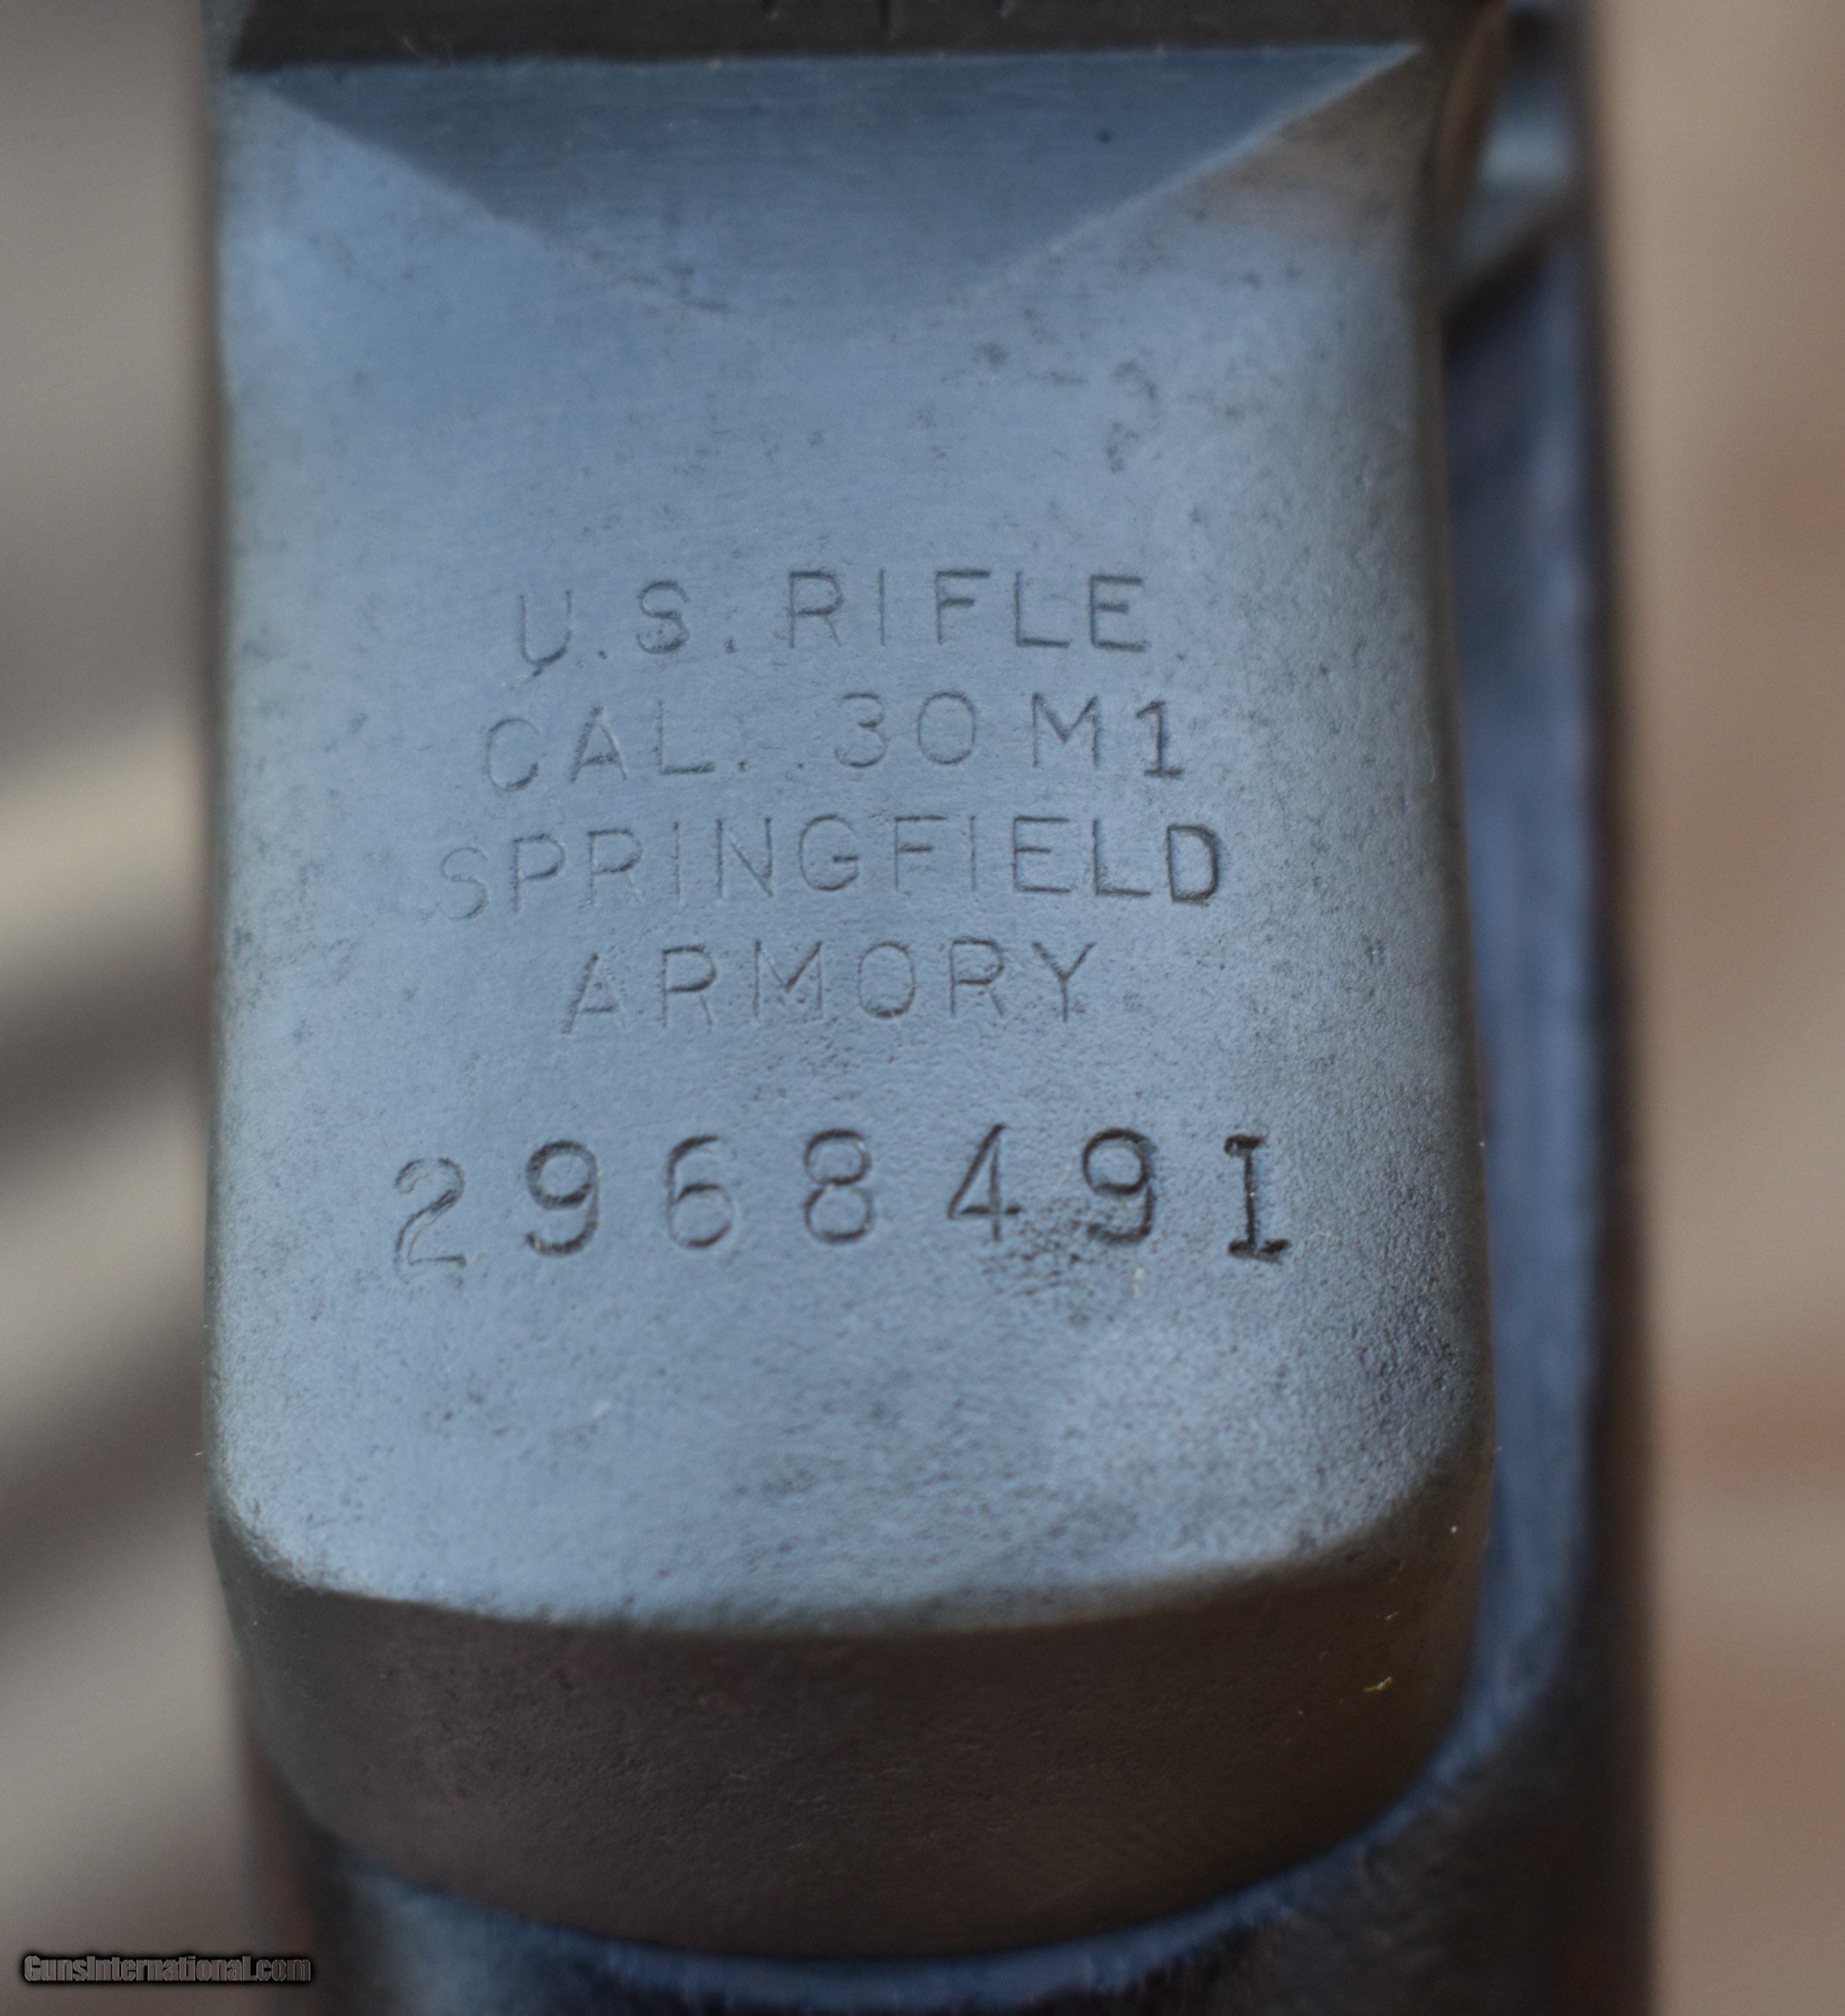 U.S. RIFLE
CAL. .30 M1
SPRINGFIELD
ARMORY
2968491
GunsInternational.com